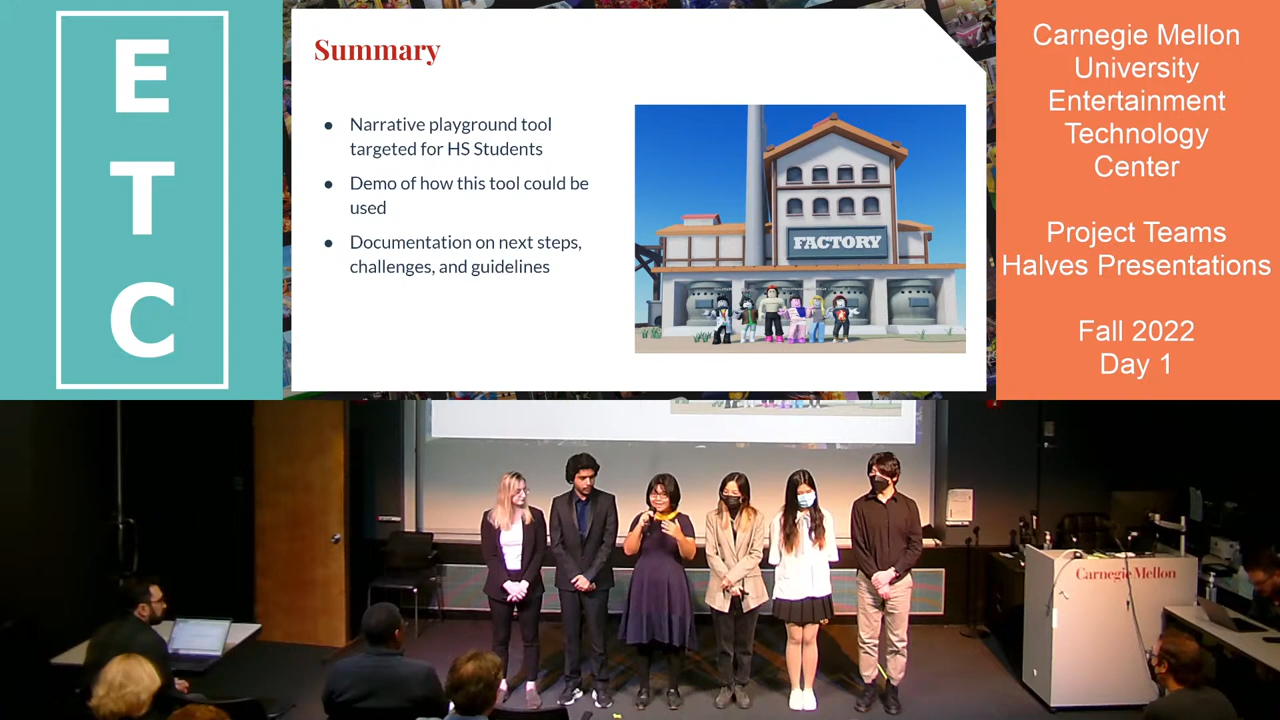 E
T
C
Summary
● Narrative playground tool
targeted for HS Students
● Demo of how this tool could be
used
● Documentation on next steps,
challenges, and guidelines
FACTORY
Carnegie Mellon
University
Entertainment
Technology
Center
Project Teams
Halves Presentations
Fall 2022
Day 1
Carnegie Mellon